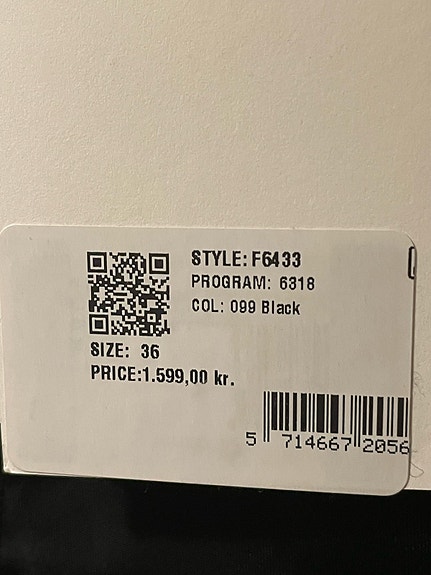 STYLE: F6433
PROGRAM: 6318
COL: 099 Black
SIZE: 36
PRICE:1.599,00 kr.
5 714667 2056